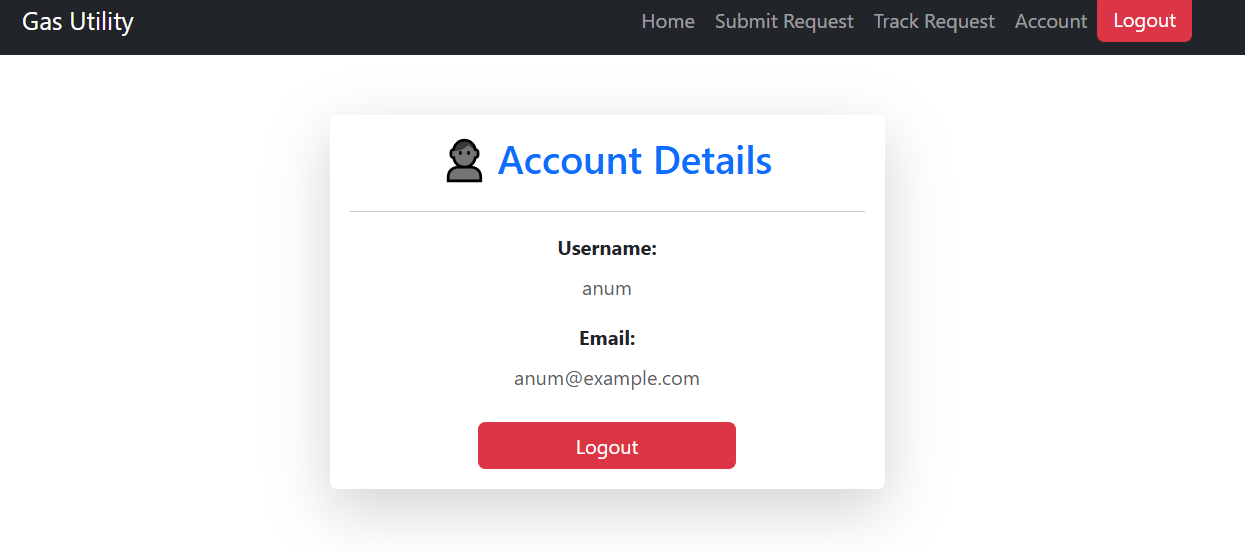 Gas Utility Home Submit Request Track Request Account Logout
Account Details
Username:
anum
Email:
anum@example.com
Logout